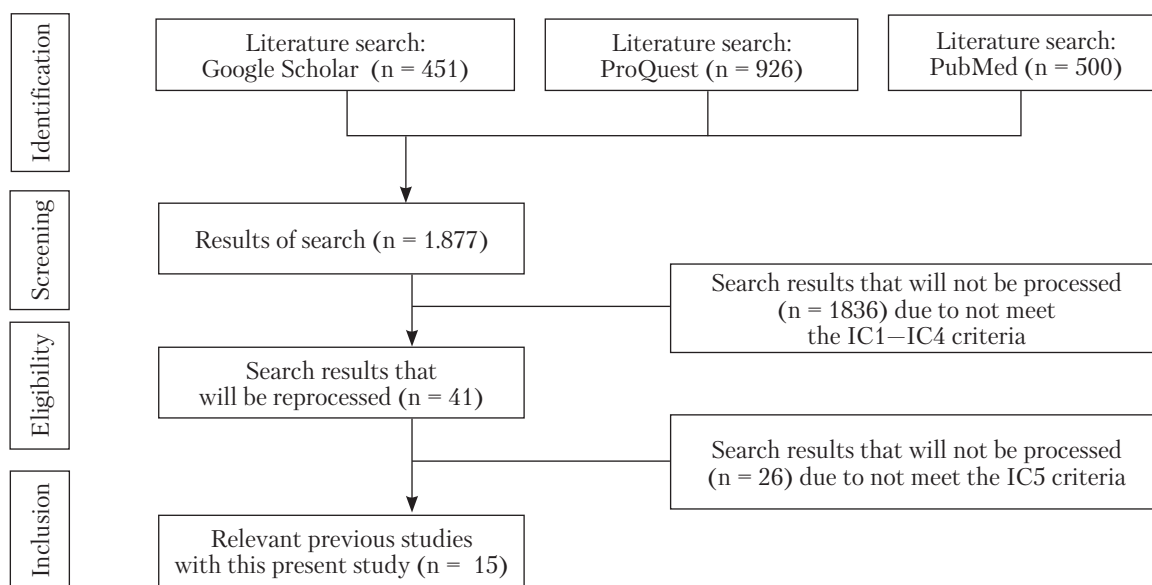 Identification
Literature search:
Google Scholar (n = 451)
Literature search:
ProQuest (n = 926)
Literature search:
PubMed (n = 500)
Screening
Results of search (n = 1.877)
Search results that will not be processed
(n = 1836) due to not meet
the IC1—IC4 criteria
Eligibility
Search results that
will be reprocessed (n = 41)
Search results that will not be processed
(n = 26) due to not meet the IC5 criteria
Inclusion
Relevant previous studies
with this present study (n = 15)